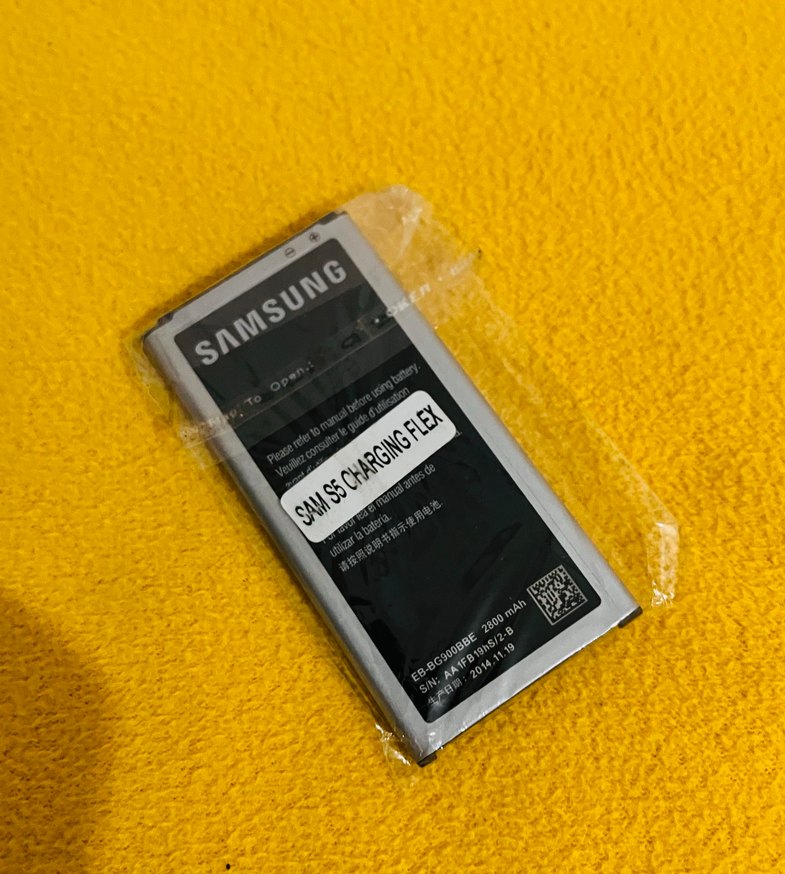 ⊖ ⊕
SAMSUNG
To Open
Please refer to manual before using battery.
Veuillez consulter le guide d'utilisation
SAM S5 CHARGING FLEX
el manual antes de
utilizar la batería.
请按照说明书指示使用电池.
EB-BG900BBE 2800 mAh
S/N: AA1FB19hS/2-B
生产日期: 2014.11.19